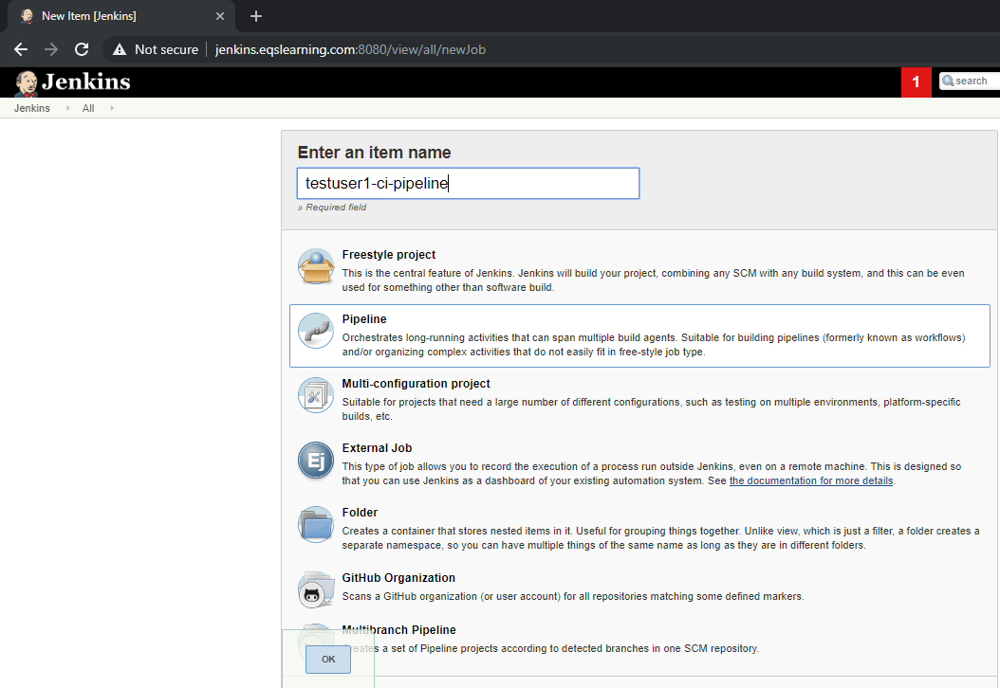 New Item [Jenkins]
Not secure
jenkins.eqslearning.com:8080/view/all/newJob
Jenkins
1
search
Jenkins
All
Enter an item name
testuser1-ci-pipeline
» Required field
Freestyle project
This is the central feature of Jenkins. Jenkins will build your project, combining any SCM with any build system, and this can be even
used for something other than software build.
Pipeline
Orchestrates long-running activities that can span multiple build agents. Suitable for building pipelines (formerly known as workflows)
and/or organizing complex activities that do not easily fit in free-style job type.
Multi-configuration project
Suitable for projects that need a large number of different configurations, such as testing on multiple environments, platform-specific
builds, etc.
Ej
External Job
This type of job allows you to record the execution of a process run outside Jenkins, even on a remote machine. This is designed so
that you can use Jenkins as a dashboard of your existing automation system. See the documentation for more details.
Folder
Creates a container that stores nested items in it. Useful for grouping things together. Unlike view, which is just a filter, a folder creates a
separate namespace, so you can have multiple things of the same name as long as they are in different folders.
GitHub Organization
Scans a GitHub organization (or user account) for all repositories matching some defined markers.
Multibranch Pipeline
Creates a set of Pipeline projects according to detected branches in one SCM repository.
OK